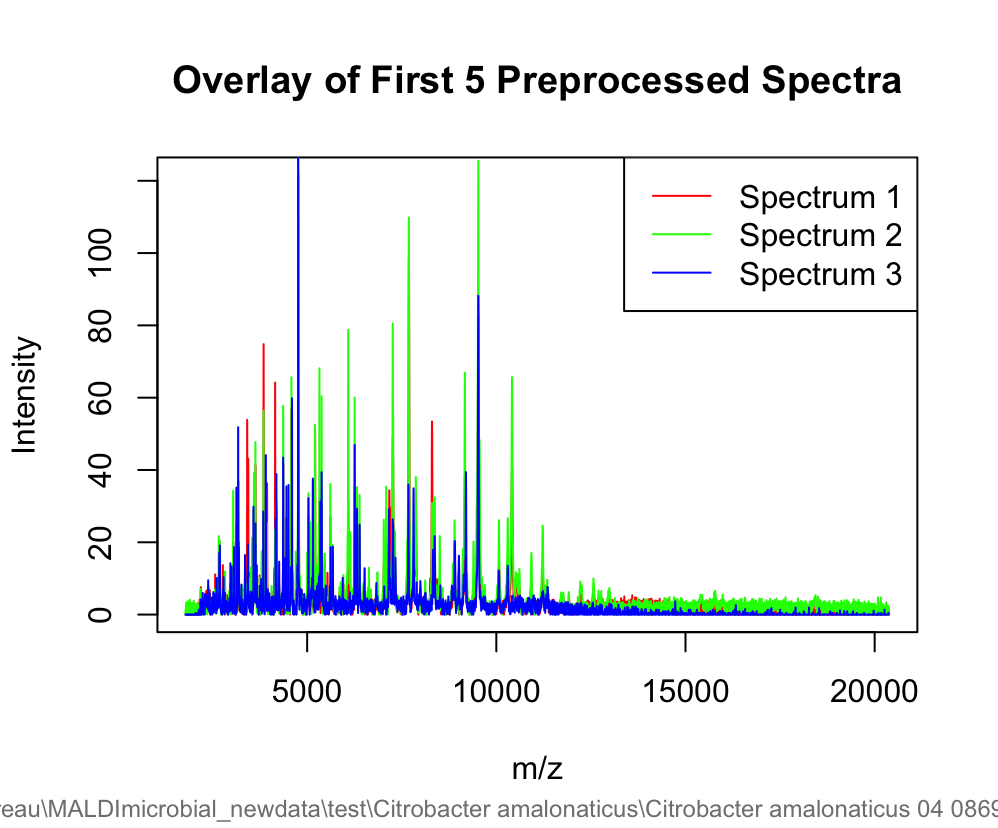 Overlay of First 5 Preprocessed Spectra
Spectrum 1
Spectrum 2
Spectrum 3
Intensity
100
80
60
40
20
0
5000 10000 15000 20000
m/z
reau\MALDImicrobial_newdata\test\Citrobacter amalonaticus\Citrobacter amalonaticus 04 0869